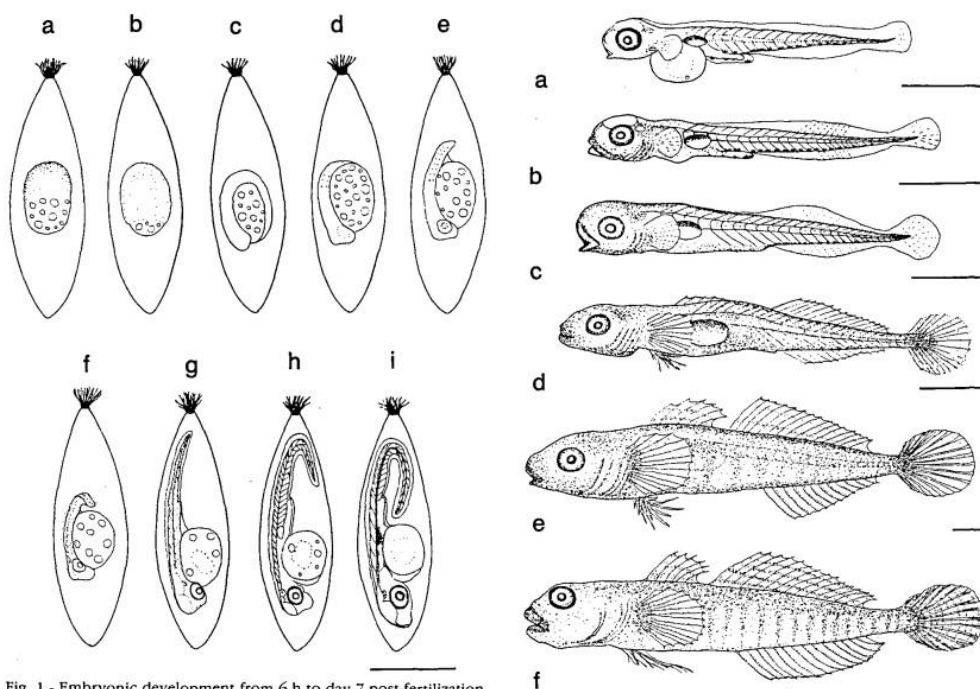 a b c d e
f g h i
Fig. 1 - Embryonic development from 6 h to day 7 post fertilization
a
b
c
d
e
f